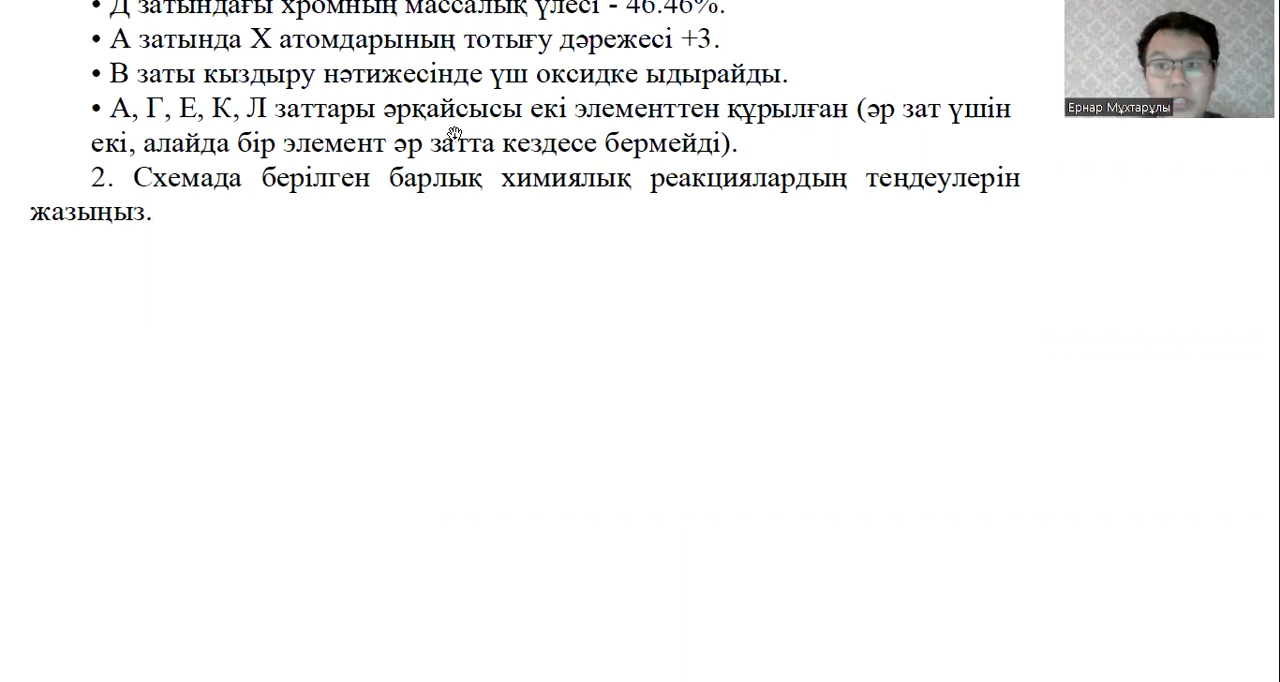 • Д затындағы хромның массалық үлесі - 46.46%.
• А затында Х атомдарының тотығу дәрежесі +3.
• В заты кыздыру нәтижесінде үш оксидке ыдырайды.
• А, Г, Е, К, Л заттары әрқайсысы екі элементтен құрылған (әр зат үшін
екі, алайда бір элемент әр затта кездесе бермейді).
2. Схемада берілген барлық химиялық реакциялардың теңдеулерін
жазыңыз.
Ернар Мұхтарұлы